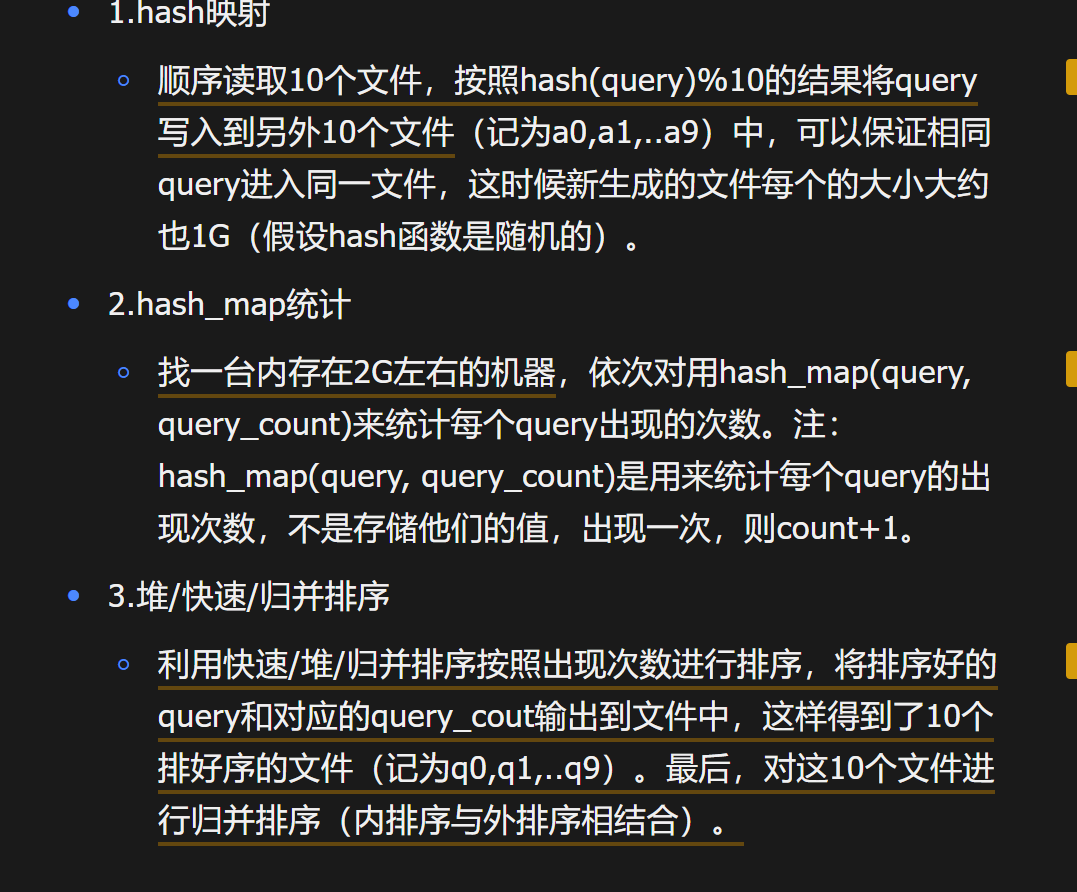 1.hash映射
顺序读取10个文件，按照hash(query)%10的结果将query
写入到另外10个文件（记为a0,a1,..a9）中，可以保证相同
query进入同一文件，这时候新生成的文件每个的大小大约
也1G（假设hash函数是随机的）。
2.hash_map统计
找一台内存在2G左右的机器，依次对用hash_map(query,
query_count)来统计每个query出现的次数。注：
hash_map(query, query_count)是用来统计每个query的出
现次数，不是存储他们的值，出现一次，则count+1。
3.堆/快速/归并排序
利用快速/堆/归并排序按照出现次数进行排序，将排序好的
query和对应的query_cout输出到文件中，这样得到了10个
排好序的文件（记为q0,q1,..q9）。最后，对这10个文件进
行归并排序（内排序与外排序相结合）。